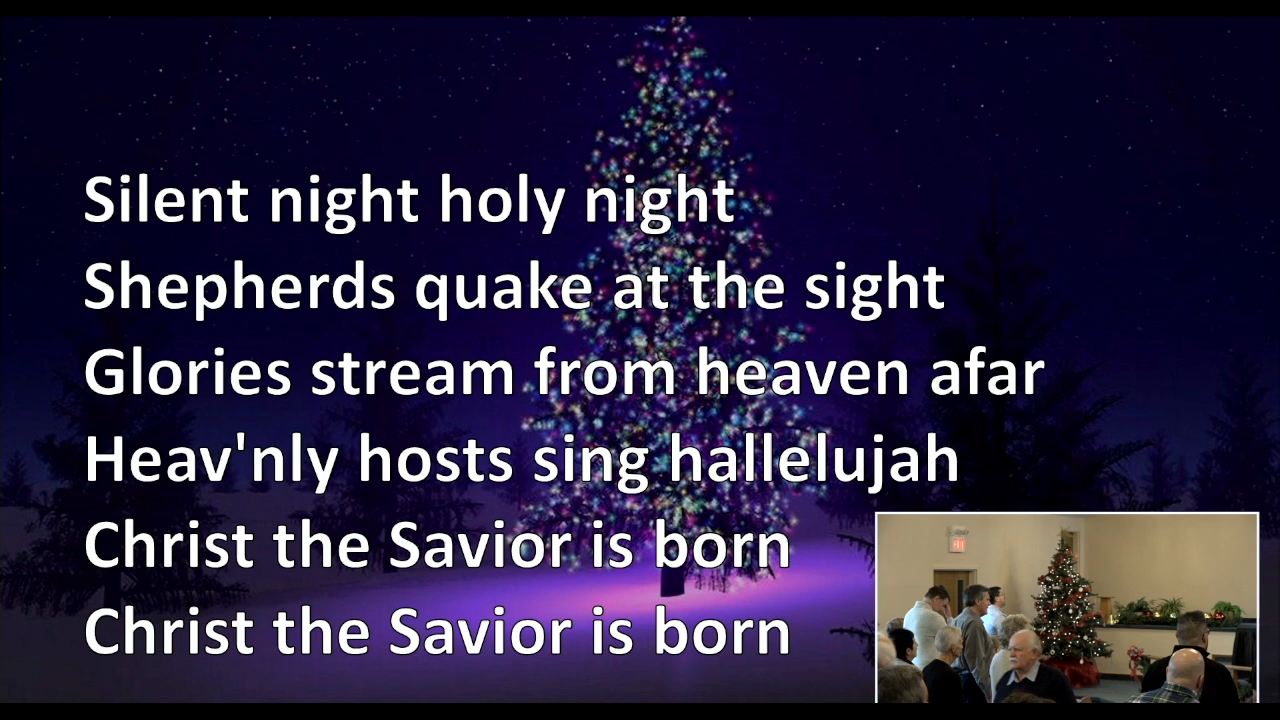 Silent night holy night
Shepherds quake at the sight
Glories stream from heaven afar
Heav'nly hosts sing hallelujah
Christ the Savior is born
Christ the Savior is born